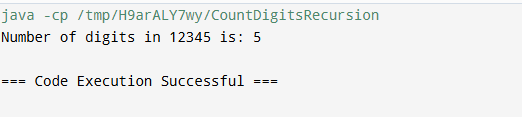 java -cp /tmp/H9arALY7wy/CountDigitsRecursion
Number of digits in 12345 is: 5
=== Code Execution Successful ===